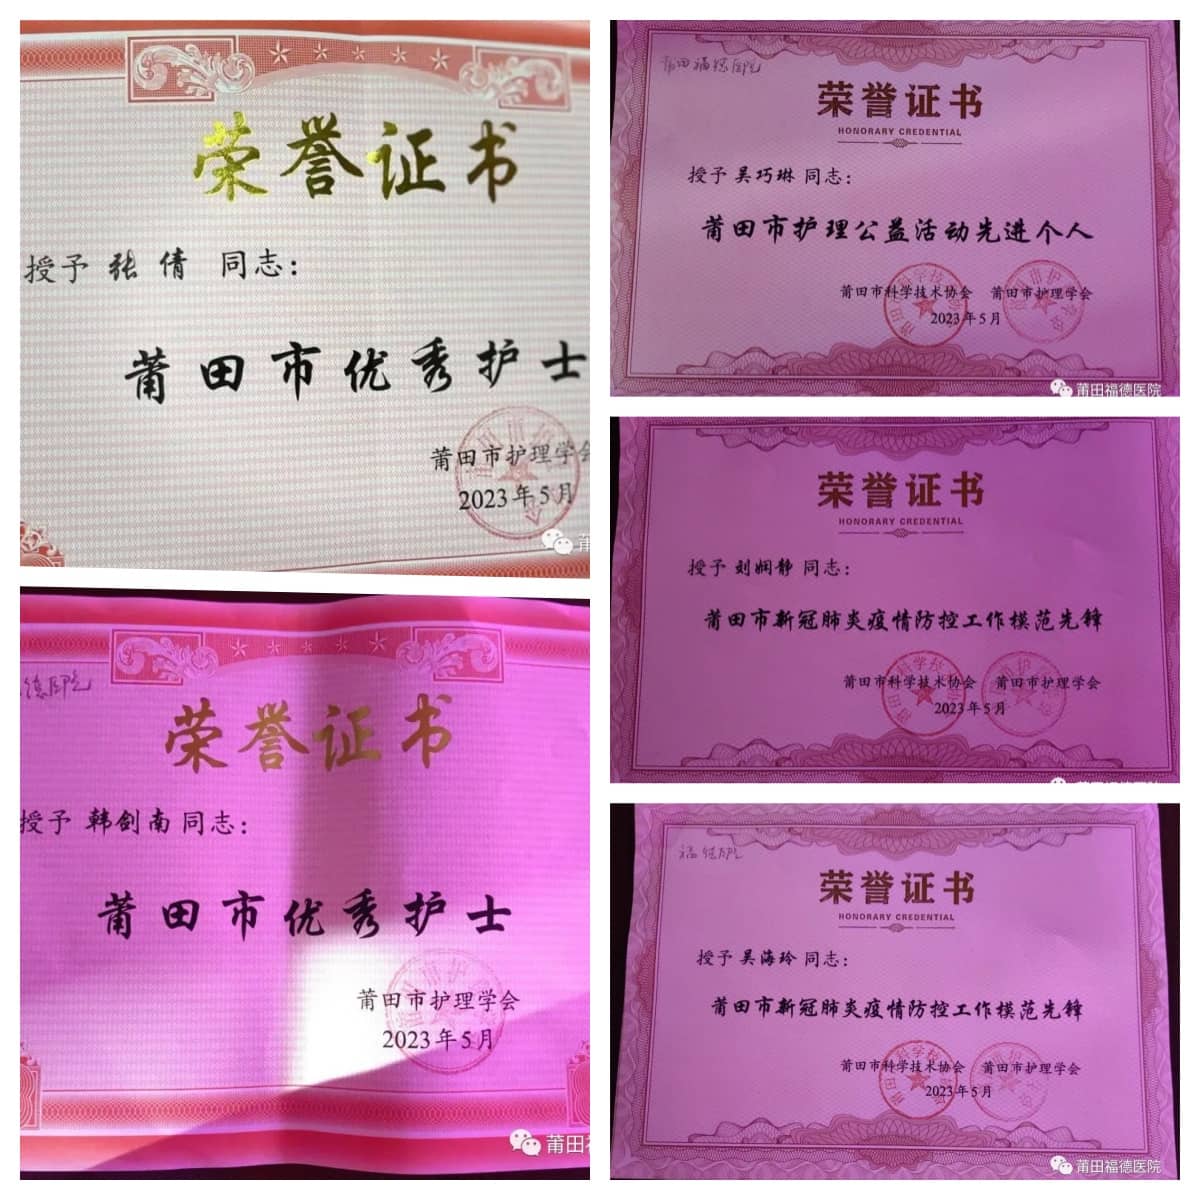 荣誉证书
授予 张倩 同志：
莆田市优秀护士
莆田市护理学会
2023年5月
荣誉证书
授予 韩剑南 同志：
莆田市优秀护士
莆田市护理学会
2023年5月
莆田
莆田福德医院
荣誉证书
HONORARY CREDENTIAL
授予 吴巧琳 同志：
莆田市护理公益活动先进个人
莆田市科学技术协会 莆田市护理学会
2023年5月
莆田福德医院
荣誉证书
HONORARY CREDENTIAL
授予 刘娴静 同志：
莆田市新冠肺炎疫情防控工作模范先锋
莆田市科学技术协会 莆田市护理学会
2023年5月
荣誉证书
HONORARY CREDENTIAL
授予 吴海玲 同志：
莆田市新冠肺炎疫情防控工作模范先锋
莆田市科学技术协会 莆田市护理学会
2023年5月
莆田福德医院